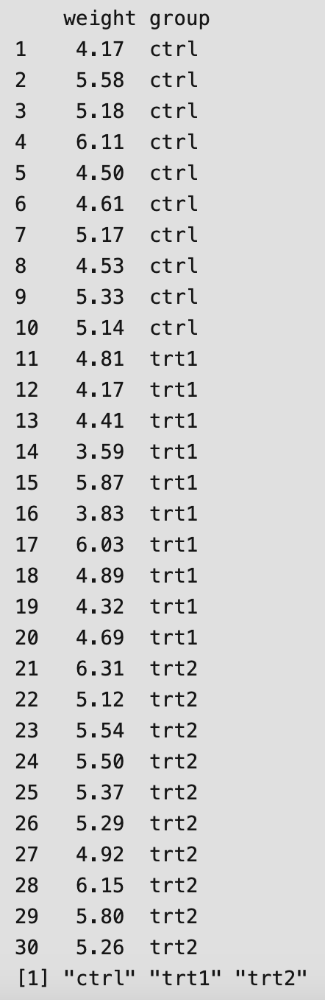 weight group
1 4.17 ctrl
2 5.58 ctrl
3 5.18 ctrl
4 6.11 ctrl
5 4.50 ctrl
6 4.61 ctrl
7 5.17 ctrl
8 4.53 ctrl
9 5.33 ctrl
10 5.14 ctrl
11 4.81 trt1
12 4.17 trt1
13 4.41 trt1
14 3.59 trt1
15 5.87 trt1
16 3.83 trt1
17 6.03 trt1
18 4.89 trt1
19 4.32 trt1
20 4.69 trt1
21 6.31 trt2
22 5.12 trt2
23 5.54 trt2
24 5.50 trt2
25 5.37 trt2
26 5.29 trt2
27 4.92 trt2
28 6.15 trt2
29 5.80 trt2
30 5.26 trt2
[1] "ctrl" "trt1" "trt2"